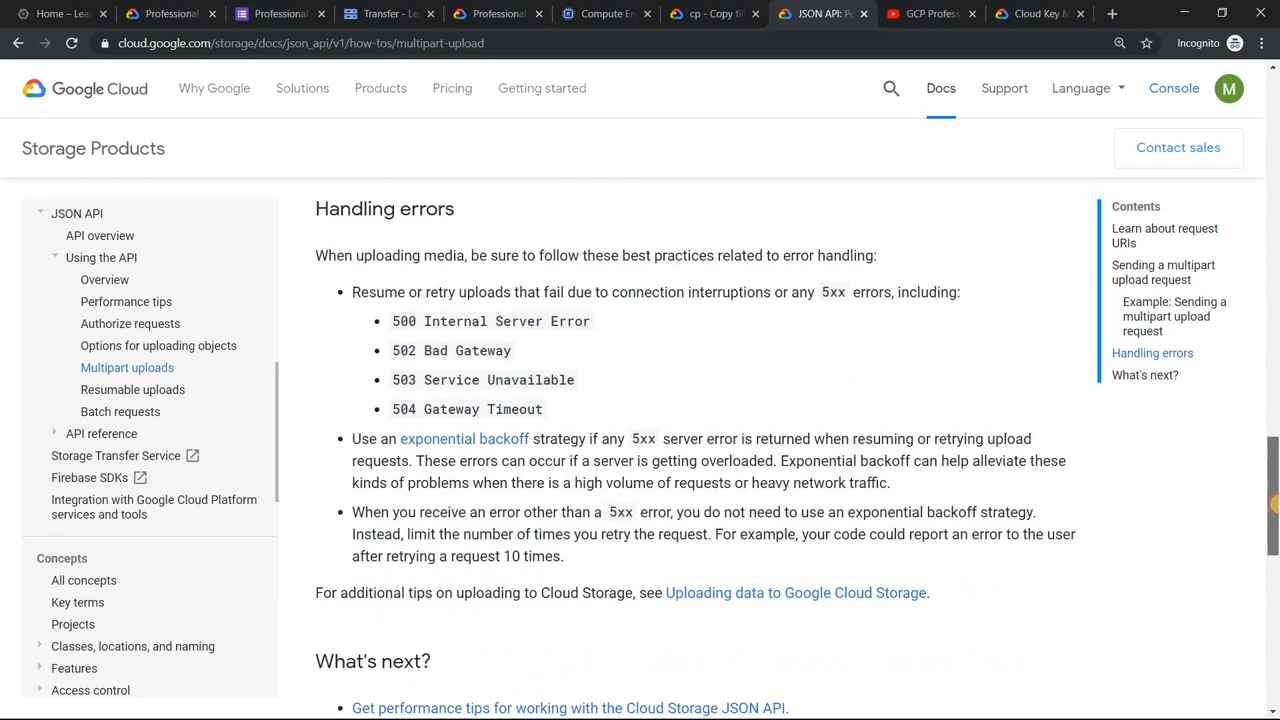 Home – Lea
Professional
Professional
Transfer - Le
Professional
Compute En
cp - Copy file
JSON API: P
GCP Profess
Cloud Key M
cloud.google.com/storage/docs/json_api/v1/how-tos/multipart-upload
Incognito
Google Cloud
Why Google
Solutions
Products
Pricing
Getting started
Docs
Support
Language
Console
M
Storage Products
Contact sales
JSON API
API overview
Using the API
Overview
Performance tips
Authorize requests
Options for uploading objects
Multipart uploads
Resumable uploads
Batch requests
API reference
Storage Transfer Service
Firebase SDKs
Integration with Google Cloud Platform
services and tools
Concepts
All concepts
Key terms
Projects
Classes, locations, and naming
Features
Access control
Handling errors
When uploading media, be sure to follow these best practices related to error handling:
Resume or retry uploads that fail due to connection interruptions or any 5xx errors, including:
500 Internal Server Error
502 Bad Gateway
503 Service Unavailable
504 Gateway Timeout
Use an exponential backoff strategy if any 5xx server error is returned when resuming or retrying upload
requests. These errors can occur if a server is getting overloaded. Exponential backoff can help alleviate these
kinds of problems when there is a high volume of requests or heavy network traffic.
When you receive an error other than a 5xx error, you do not need to use an exponential backoff strategy.
Instead, limit the number of times you retry the request. For example, your code could report an error to the user
after retrying a request 10 times.
For additional tips on uploading to Cloud Storage, see Uploading data to Google Cloud Storage.
What's next?
Get performance tips for working with the Cloud Storage JSON API.
Contents
Learn about request
URIs
Sending a multipart
upload request
Example: Sending a
multipart upload
request
Handling errors
What's next?